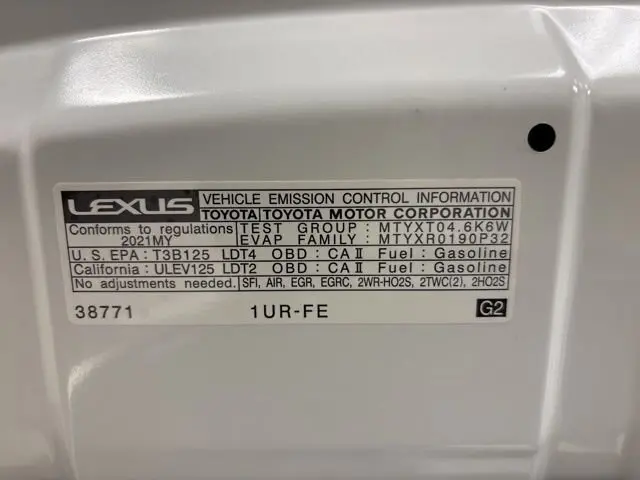 LEXUS VEHICLE EMISSION CONTROL INFORMATION
TOYOTA TOYOTA MOTOR CORPORATION
Conforms to regulations TEST GROUP : MTYXT04.6K6W
2021MY EVAP FAMILY : MTYXR0190P32
U.S. EPA : T3B125 LDT4 OBD : CAⅡ Fuel : Gasoline
California : ULEV125 LDT2 OBD : CAⅡ Fuel : Gasoline
No adjustments needed. SFI, AIR, EGR, EGRC, 2WR-HO2S, 2TWC(2), 2HO2S
38771 1UR-FE G2